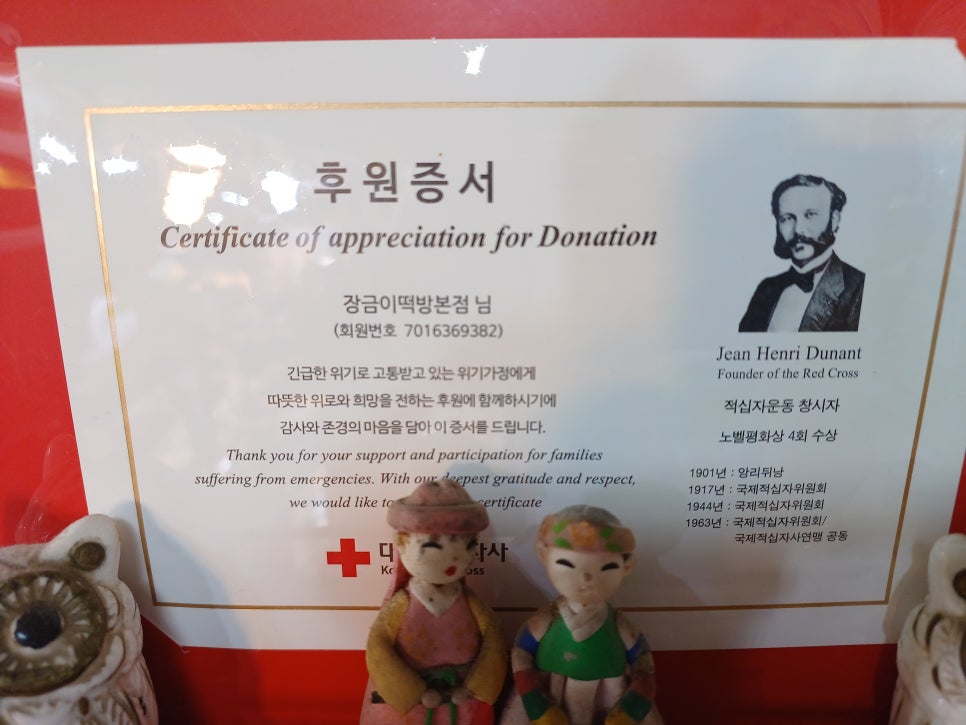 후원증서
Certificate of appreciation for Donation
장금이떡방본점 님
(회원번호 7016369382)
긴급한 위기로 고통받고 있는 위기가정에게
따뜻한 위로와 희망을 전하는 후원에 함께하시기에
감사와 존경의 마음을 담아 이 증서를 드립니다.
Thank you for your support and participation for families
suffering from emergencies. With our deepest gratitude and respect,
we would like to certificate
Jean Henri Dunant
Founder of the Red Cross
적십자운동 창시자
노벨평화상 4회 수상
1901년 : 앙리뒤낭
1917년 : 국제적십자위원회
1944년 : 국제적십자위원회
1963년 : 국제적십자위원회/
국제적십자사연맹 공동